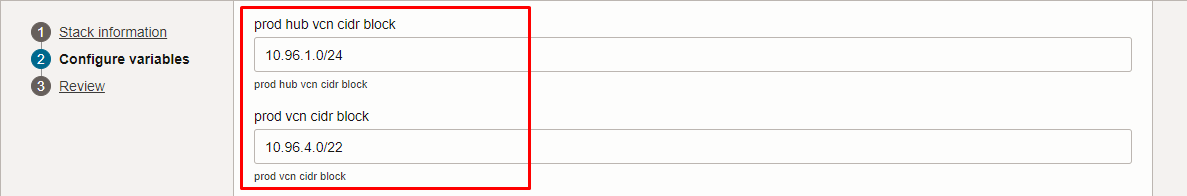 1 Stack information
2 Configure variables
3 Review
prod hub vcn cidr block
10.96.1.0/24
prod hub vcn cidr block
prod vcn cidr block
10.96.4.0/22
prod vcn cidr block